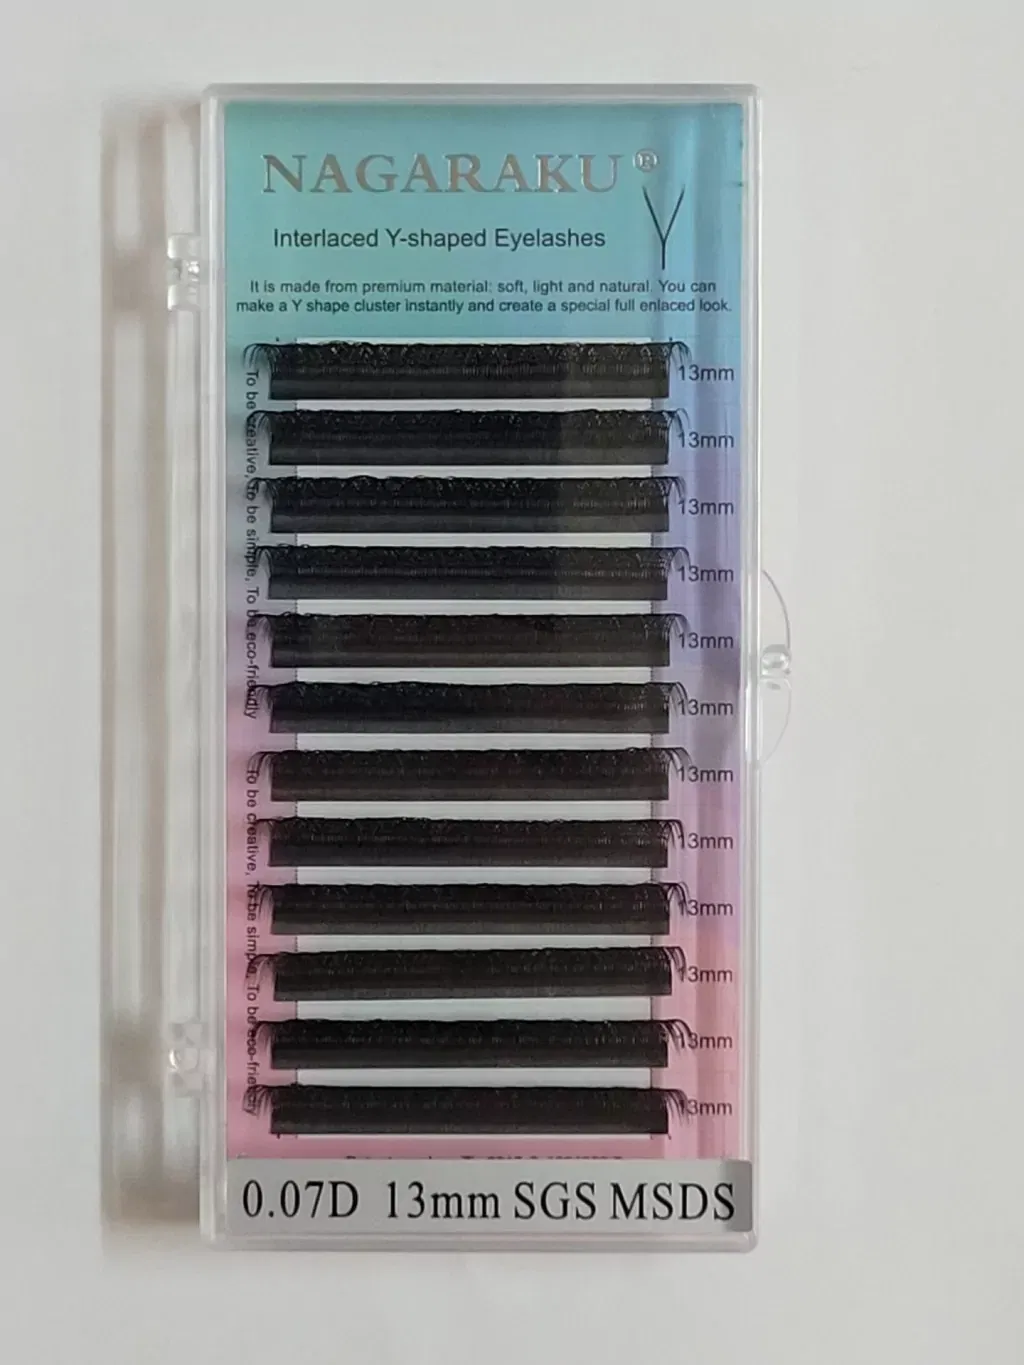 NAGARAKU®
Interlaced Y-shaped Eyelashes
It is made from premium material: soft, light and natural. You can
make a Y shape cluster instantly and create a special full enlaced look.
13mm
13mm
13mm
13mm
13mm
13mm
13mm
13mm
13mm
13mm
13mm
13mm
To be creative, To be simple, To be eco-friendly
To be creative, To be simple, To be eco-friendly
0.07D 13mm SGS MSDS